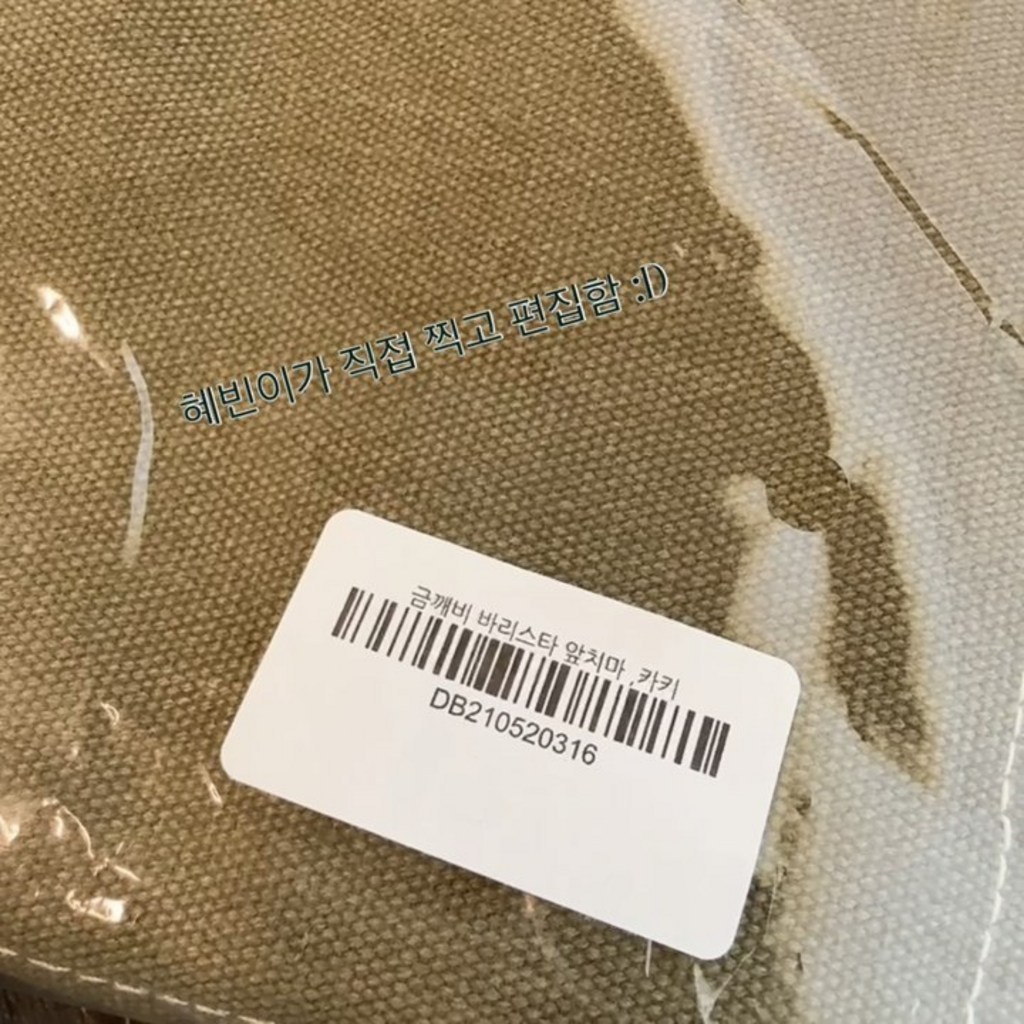 혜빈이가 직접 찍고 편집함 :D
금깨비 바리스타 앞치마 ,카키
DB210520316